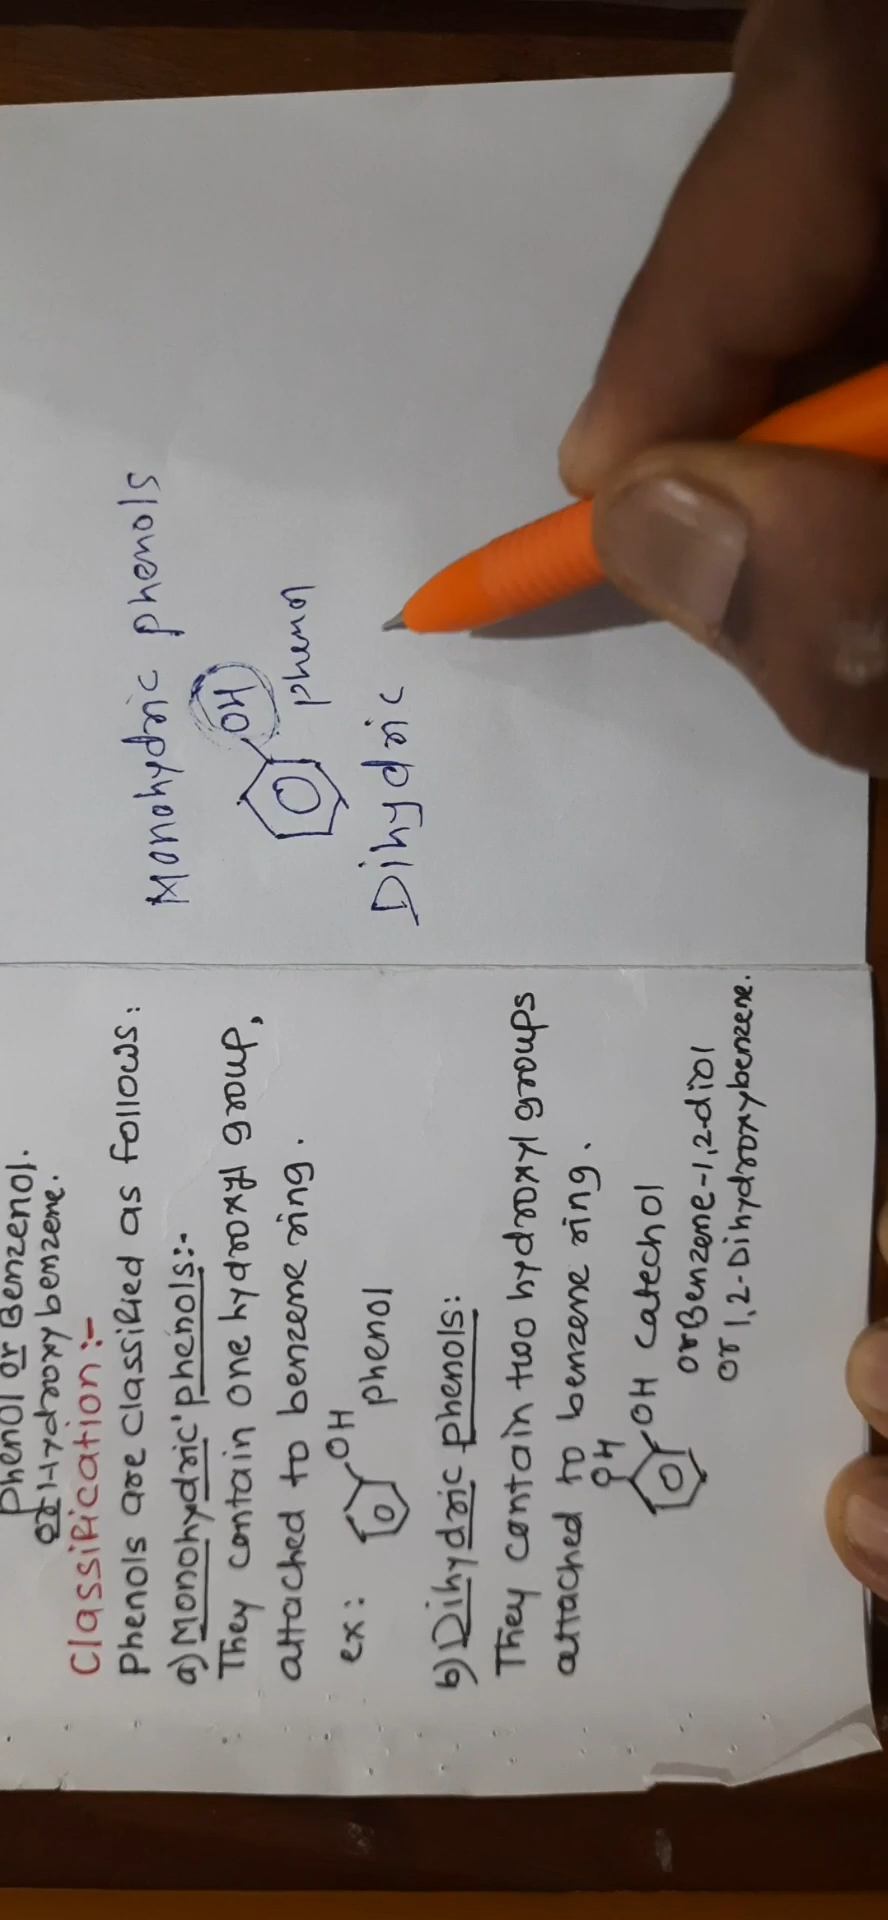 Phenol or Benzenol.
or 1-Hydroxy benzene.
Classification:-
Phenols are classified as follows:
a) Monohydric phenols:-
They contain one hydroxyl group,
attached to benzene ring.
ex: OH
phenol
b) Dihydric phenols:
They contain two hydroxyl groups
attached to benzene ring.
OH
OH Catechol
or Benzene-1,2-diol
or 1,2-Dihydroxybenzene.
Monohydric phenols
OH
phenol
Dihydric